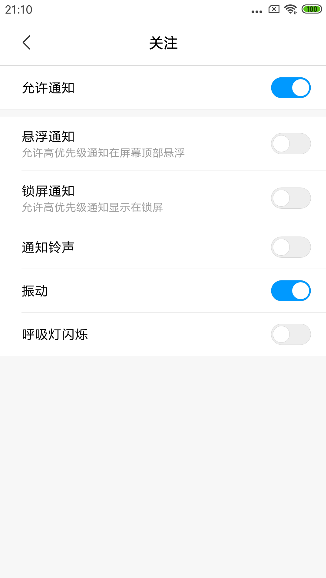 21:10
100
关注
允许通知
悬浮通知
允许高优先级通知在屏幕顶部悬浮
锁屏通知
允许高优先级通知显示在锁屏
通知铃声
振动
呼吸灯闪烁